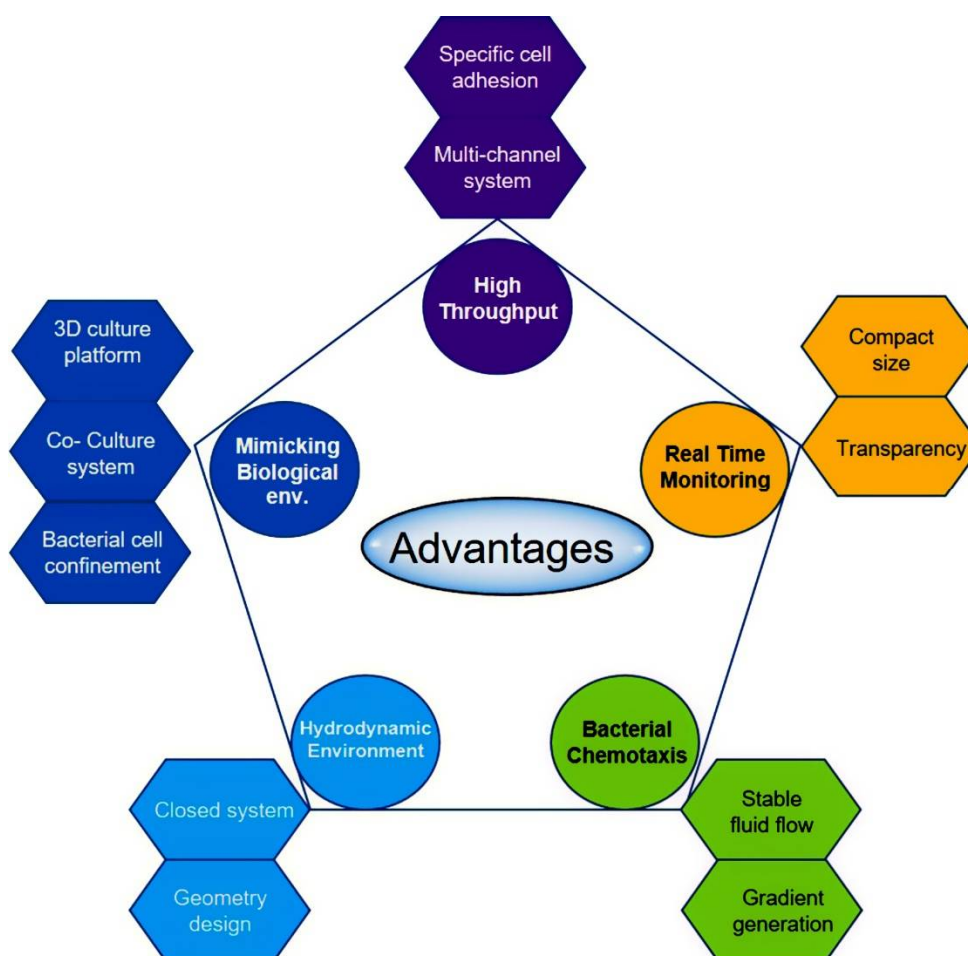 Specific cell
adhesion
Multi-channel
system
High
Throughput
3D culture
platform
Co- Culture
system
Bacterial cell
confinement
Mimicking
Biological
env.
Compact
size
Transparency
Real Time
Monitoring
Advantages
Hydrodynamic
Environment
Closed system
Geometry
design
Bacterial
Chemotaxis
Stable
fluid flow
Gradient
generation